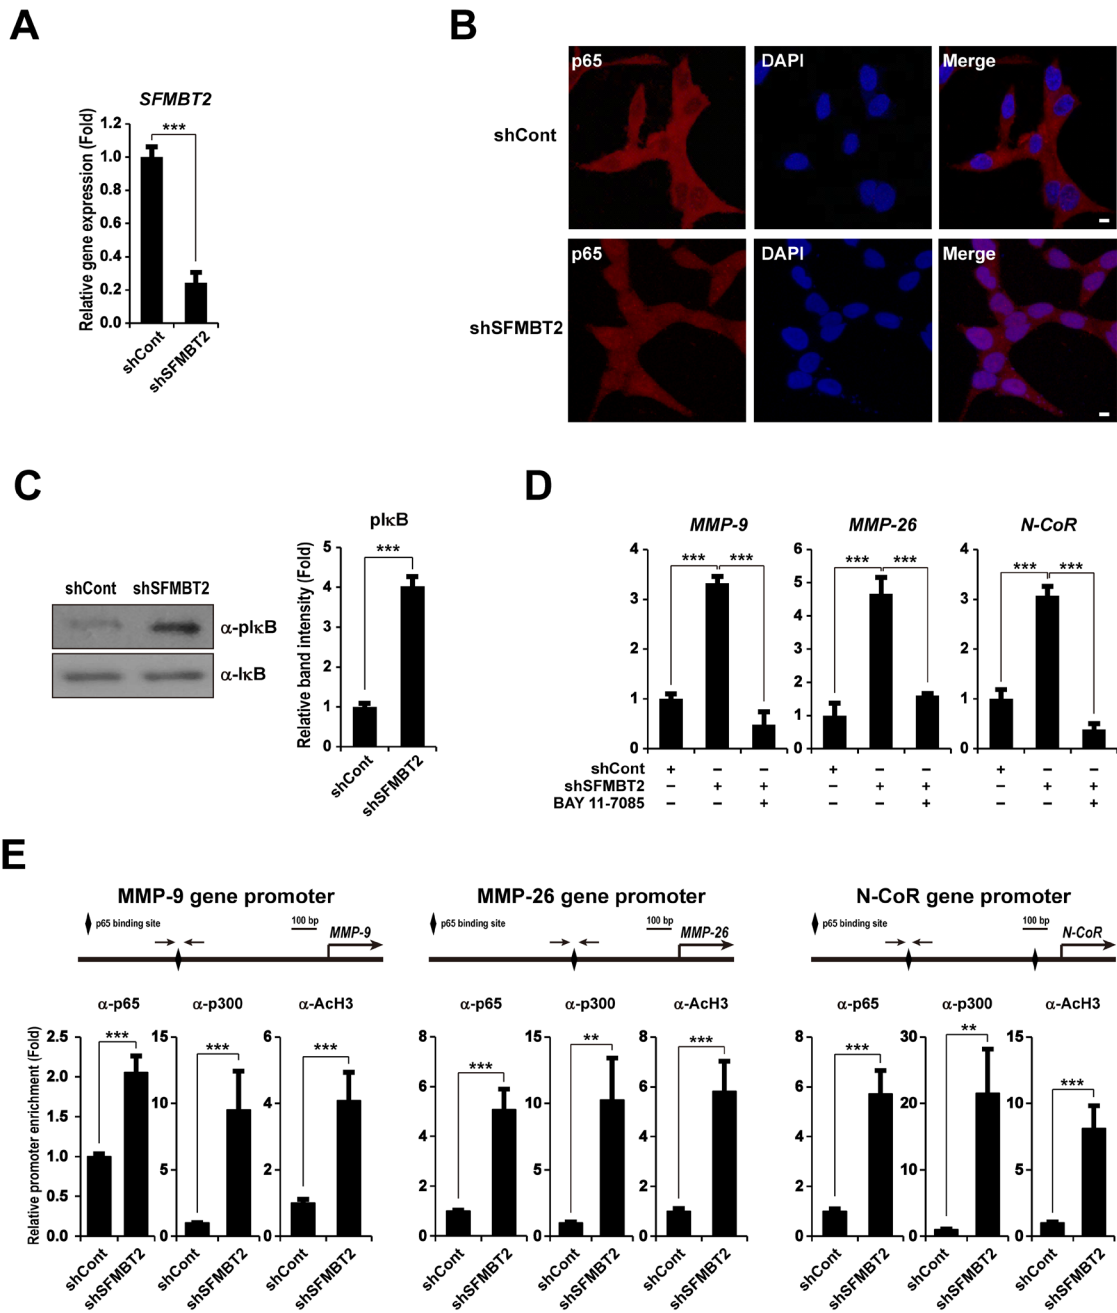 A
SFMBT2
Relative gene expression (Fold)
1.2
1.0
0.8
0.6
0.4
0.2
0.0
***
shCont
shSFMBT2
B
p65
DAPI
Merge
shCont
p65
DAPI
Merge
shSFMBT2
C
shCont
shSFMBT2
α-pIκB
α-IκB
pIκB
Relative band intensity (Fold)
5
4
3
2
1
0
***
shCont
shSFMBT2
D
MMP-9
4
3
2
1
0
*** ***
MMP-26
6
5
4
3
2
1
0
*** ***
N-CoR
4
3
2
1
0
*** ***
shCont + − − + − − + − −
shSFMBT2 − + + − + + − + +
BAY 11-7085 − − + − − + − − +
E
MMP-9 gene promoter
p65 binding site
100 bp
MMP-9
MMP-26 gene promoter
p65 binding site
100 bp
MMP-26
N-CoR gene promoter
p65 binding site
100 bp
N-CoR
Relative promoter enrichment (Fold)
α-p65
2.5
2.0
1.5
1.0
0.5
0.0
***
shCont
shSFMBT2
α-p300
15
10
5
0
***
shCont
shSFMBT2
α-AcH3
6
4
2
0
***
shCont
shSFMBT2
α-p65
8
6
4
2
0
***
shCont
shSFMBT2
α-p300
15
10
5
0
**
shCont
shSFMBT2
α-AcH3
8
6
4
2
0
***
shCont
shSFMBT2
α-p65
8
6
4
2
0
***
shCont
shSFMBT2
α-p300
30
20
10
0
**
shCont
shSFMBT2
α-AcH3
15
10
5
0
***
shCont
shSFMBT2